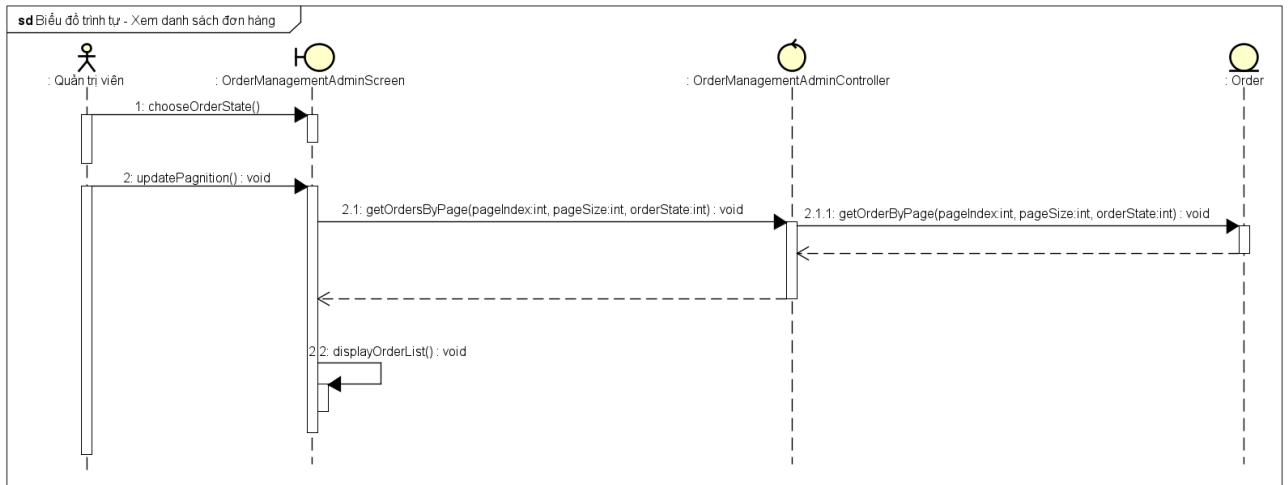 sd Biểu đồ trình tự - Xem danh sách đơn hàng
: Quản trị viên
: OrderManagementAdminScreen
: OrderManagementAdminController
: Order
1: chooseOrderState()
2: updatePagnition() : void
2.1: getOrdersByPage(pageIndex:int, pageSize:int, orderState:int) : void
2.1.1: getOrderByPage(pageIndex:int, pageSize:int, orderState:int) : void
2.2: displayOrderList() : void